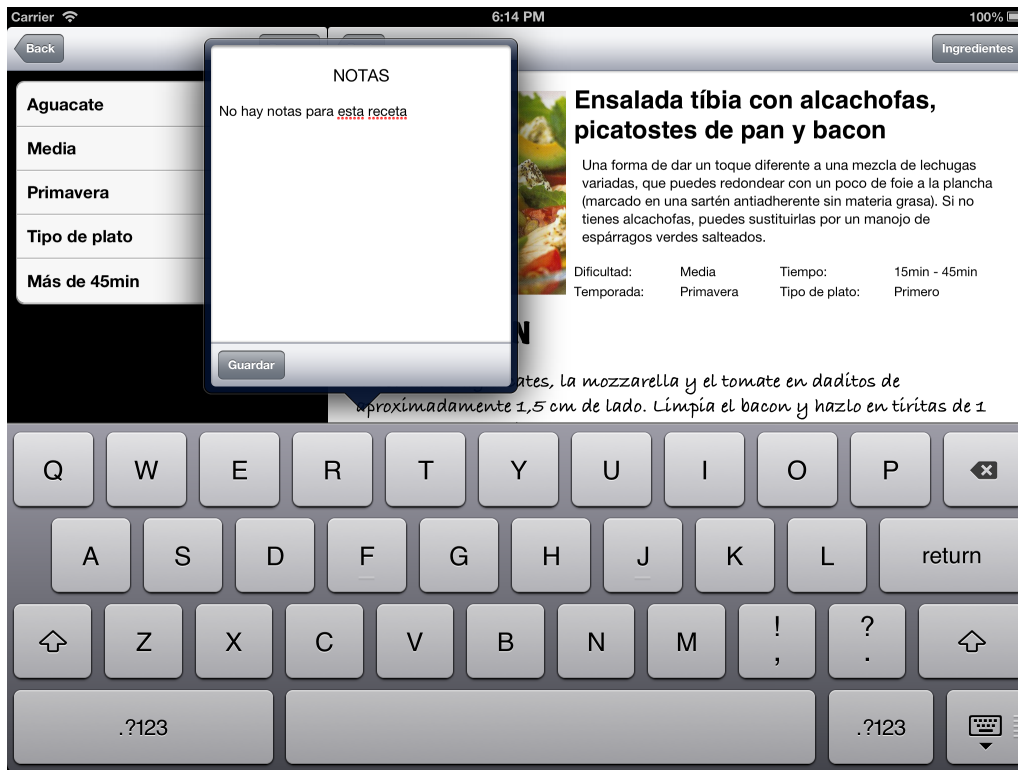 Carrier
6:14 PM
100%
Back
Ingredientes
Aguacate
Media
Primavera
Tipo de plato
Más de 45min
NOTAS
No hay notas para esta receta
Guardar
Ensalada tíbia con alcachofas,
picatostes de pan y bacon
Una forma de dar un toque diferente a una mezcla de lechugas
variadas, que puedes redondear con un poco de foie a la plancha
(marcado en una sartén antiadherente sin materia grasa). Si no
tienes alcachofas, puedes sustituirlas por un manojo de
espárragos verdes salteados.
Dificultad: Media Tiempo: 15min - 45min
Temporada: Primavera Tipo de plato: Primero
N
ates, la mozzarella y el tomate en daditos de
aproximadamente 1,5 cm de lado. Limpia el bacon y hazlo en tiritas de 1
Q W E R T Y U I O P
A S D F G H J K L return
Z X C V B N M ! , ? .
.?123 .?123